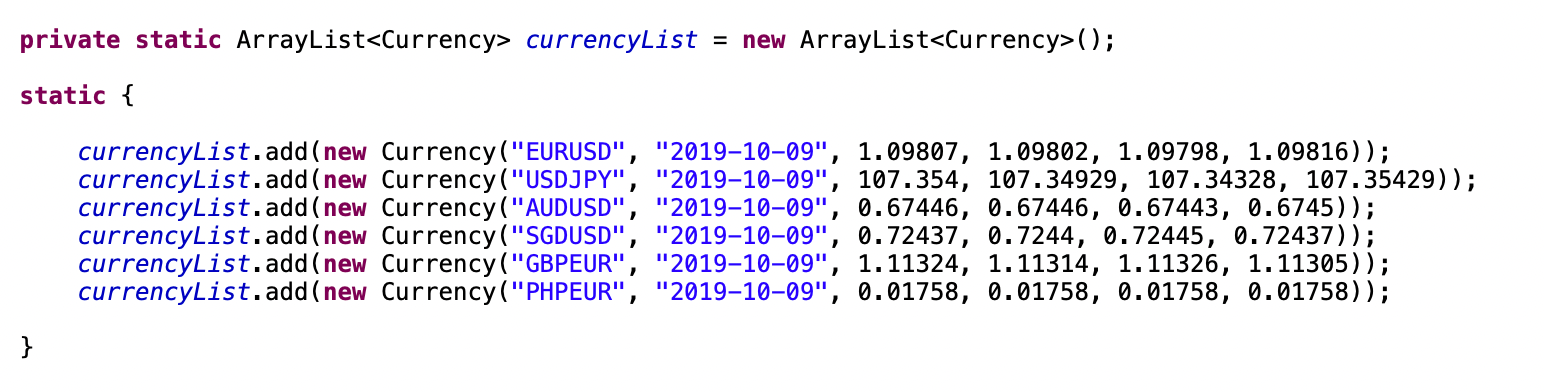 private static ArrayList<Currency> currencyList = new ArrayList<Currency>();
static {
currencyList.add(new Currency("EURUSD", "2019-10-09", 1.09807, 1.09802, 1.09798, 1.09816));
currencyList.add(new Currency("USDJPY", "2019-10-09", 107.354, 107.34929, 107.34328, 107.35429));
currencyList.add(new Currency("AUDUSD", "2019-10-09", 0.67446, 0.67446, 0.67443, 0.6745));
currencyList.add(new Currency("SGDUSD", "2019-10-09", 0.72437, 0.7244, 0.72445, 0.72437));
currencyList.add(new Currency("GBPEUR", "2019-10-09", 1.11324, 1.11314, 1.11326, 1.11305));
currencyList.add(new Currency("PHPEUR", "2019-10-09", 0.01758, 0.01758, 0.01758, 0.01758));
}